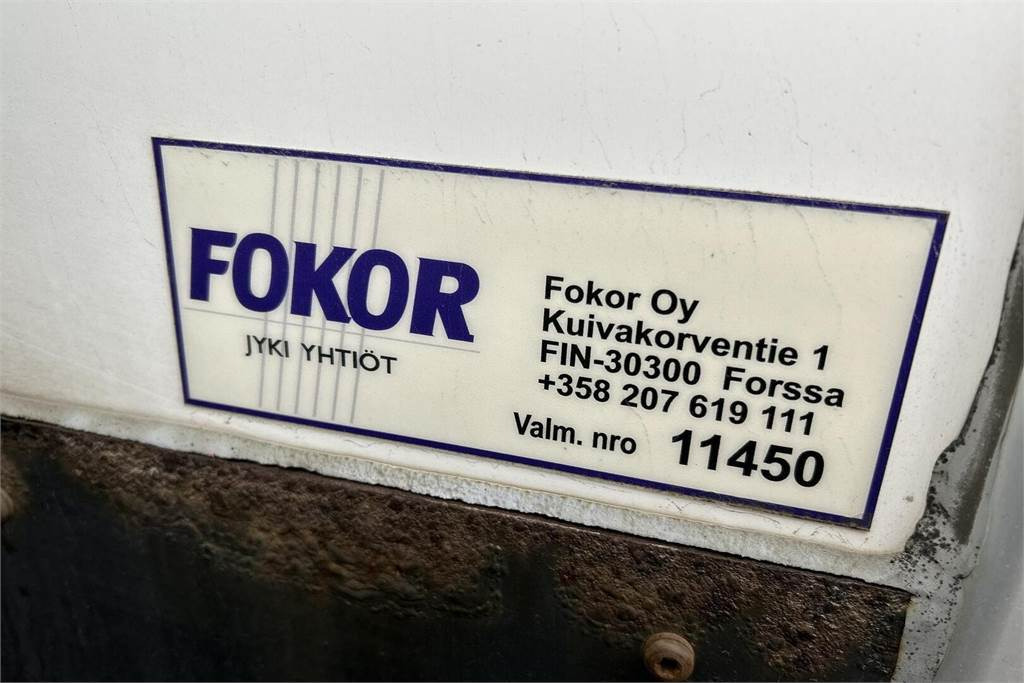 FOKOR
JYKI YHTIÖT
Fokor Oy
Kuivakorventie 1
FIN-30300 Forssa
+358 207 619 111
Valm. nro 11450